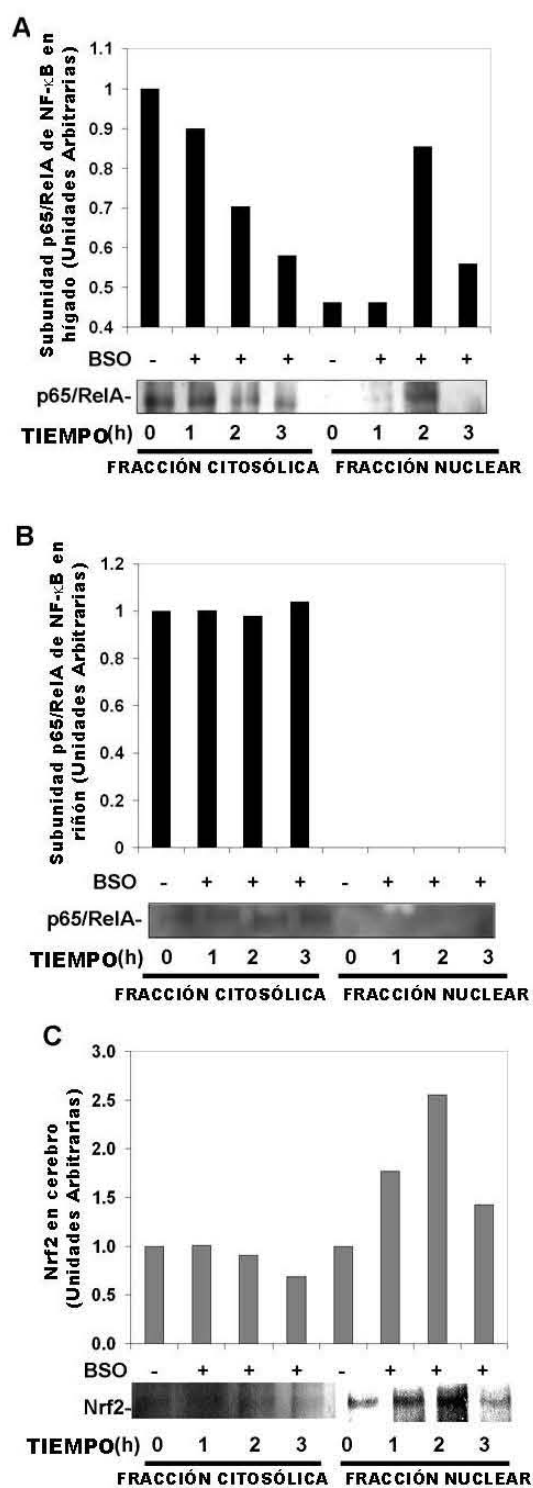 A
Subunidad p65/RelA de NF-κB en
hígado (Unidades Arbitrarias)
1.1
1
0.9
0.8
0.7
0.6
0.5
0.4
BSO - + + + - + + +
p65/RelA-
TIEMPO(h) 0 1 2 3 0 1 2 3
FRACCIÓN CITOSÓLICA FRACCIÓN NUCLEAR
B
Subunidad p65/RelA de NF-κB en
riñón (Unidades Arbitrarias)
1.2
1
0.8
0.6
0.4
0.2
0
BSO - + + + - + + +
p65/RelA-
TIEMPO(h) 0 1 2 3 0 1 2 3
FRACCIÓN CITOSÓLICA FRACCIÓN NUCLEAR
C
Nrf2 en cerebro
(Unidades Arbitrarias)
3.0
2.5
2.0
1.5
1.0
0.5
0.0
BSO - + + + - + + +
Nrf2-
TIEMPO(h) 0 1 2 3 0 1 2 3
FRACCIÓN CITOSÓLICA FRACCIÓN NUCLEAR